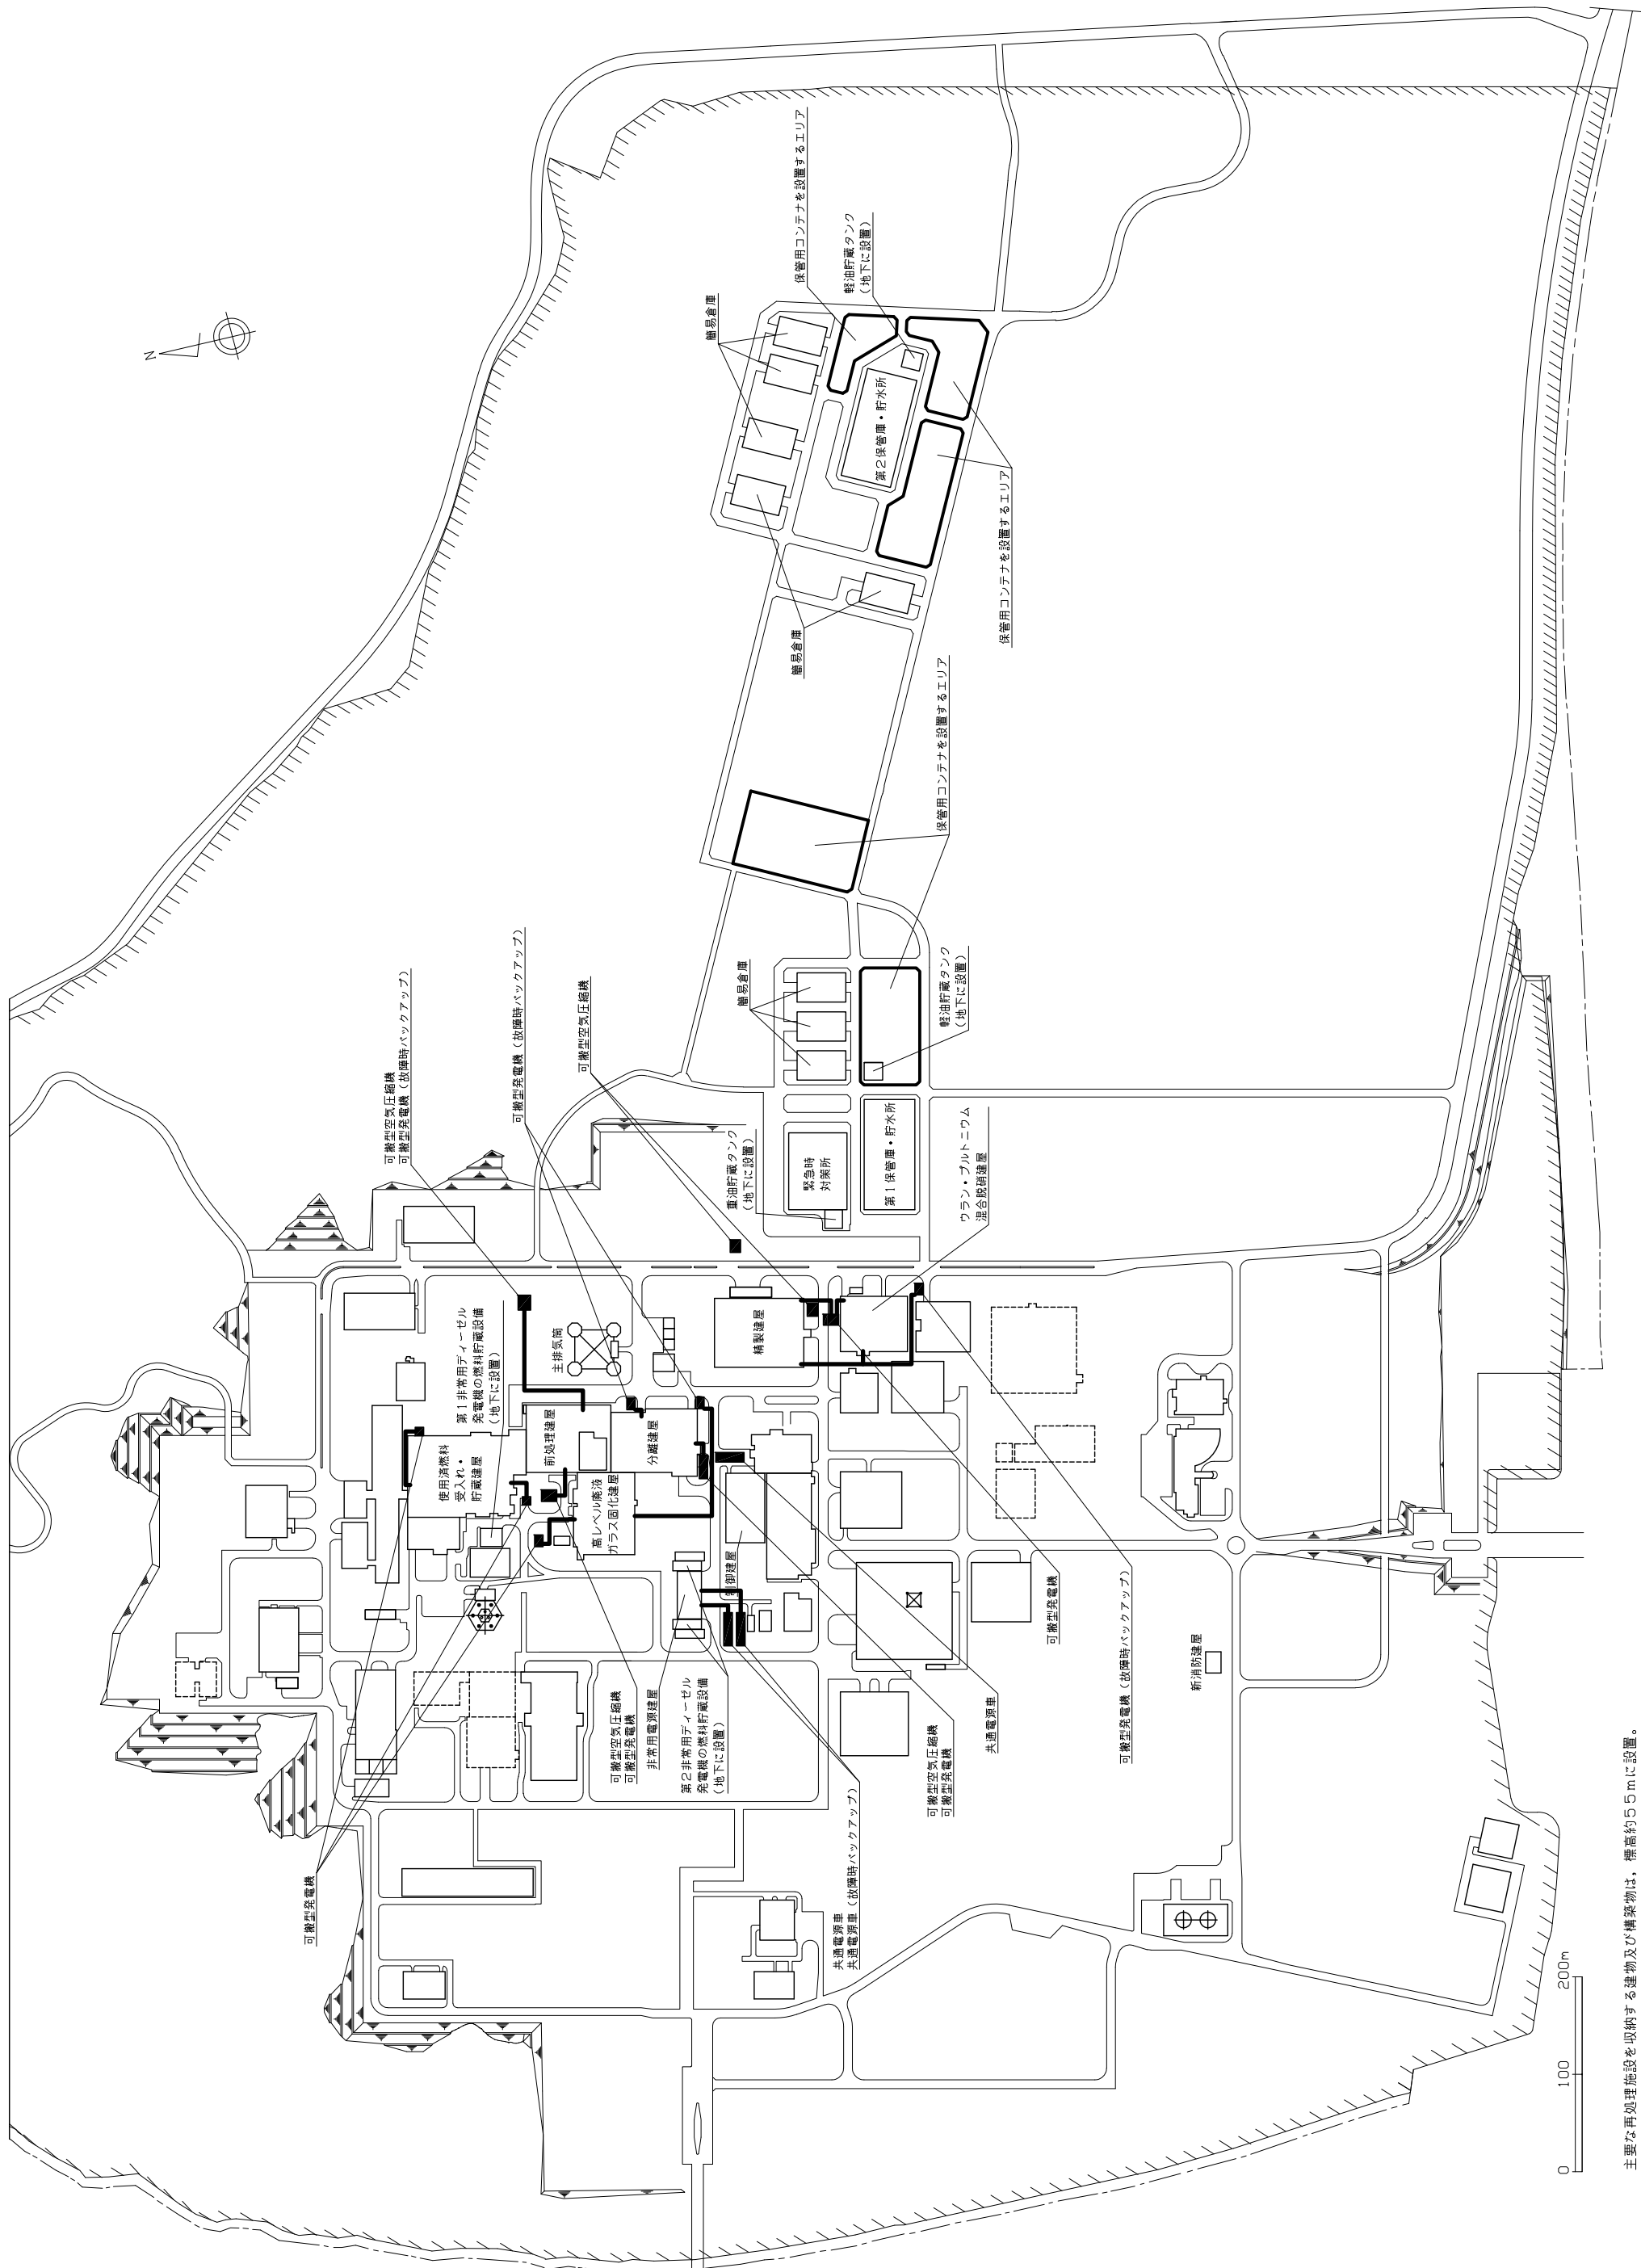 N
保管用コンテナを設置するエリア
軽油貯蔵タンク
（地下に設置）
簡易倉庫
第２保管庫・貯水所
保管用コンテナを設置するエリア
簡易倉庫
保管用コンテナを設置するエリア
可搬型空気圧縮機
可搬型発電機（故障時バックアップ）
可搬型発電機（故障時バックアップ）
可搬型空気圧縮機
簡易倉庫
軽油貯蔵タンク
（地下に設置）
重油貯蔵タンク
（地下に設置）
緊急時
対策所
第１保管庫・貯水所
ウラン・プルトニウム
混合脱硝建屋
第１非常用ディーゼル
発電機の燃料貯蔵設備
（地下に設置）
主排気筒
精製建屋
使用済燃料
受入れ・
貯蔵建屋
前処理建屋
分離建屋
高レベル廃液
ガラス固化建屋
制御建屋
可搬型発電機
可搬型空気圧縮機
可搬型発電機
非常用電源建屋
第２非常用ディーゼル
発電機の燃料貯蔵設備
（地下に設置）
共通電源車
共通電源車（故障時バックアップ）
可搬型空気圧縮機
可搬型発電機
共通電源車
可搬型発電機
可搬型発電機（故障時バックアップ）
新消防建屋
0 100 200m
主要な再処理施設を収納する建物及び構築物は，標高約５５ｍに設置。